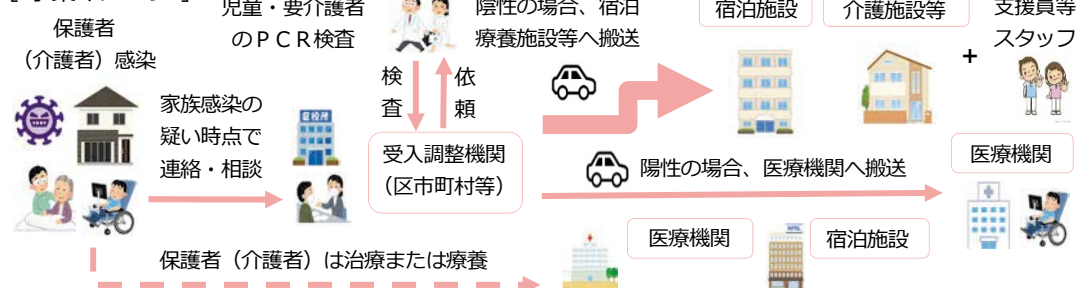 児童・要介護者
のＰＣＲ検査
陰性の場合、宿泊
療養施設等へ搬送
宿泊施設
介護施設等
支援員等
スタッフ
+
保護者
（介護者）感染
家族感染の
疑い時点で
連絡・相談
区役所
検査
依頼
受入調整機関
（区市町村等）
陽性の場合、医療機関へ搬送
医療機関
医療機関
宿泊施設
HOTEL
保護者（介護者）は治療または療養